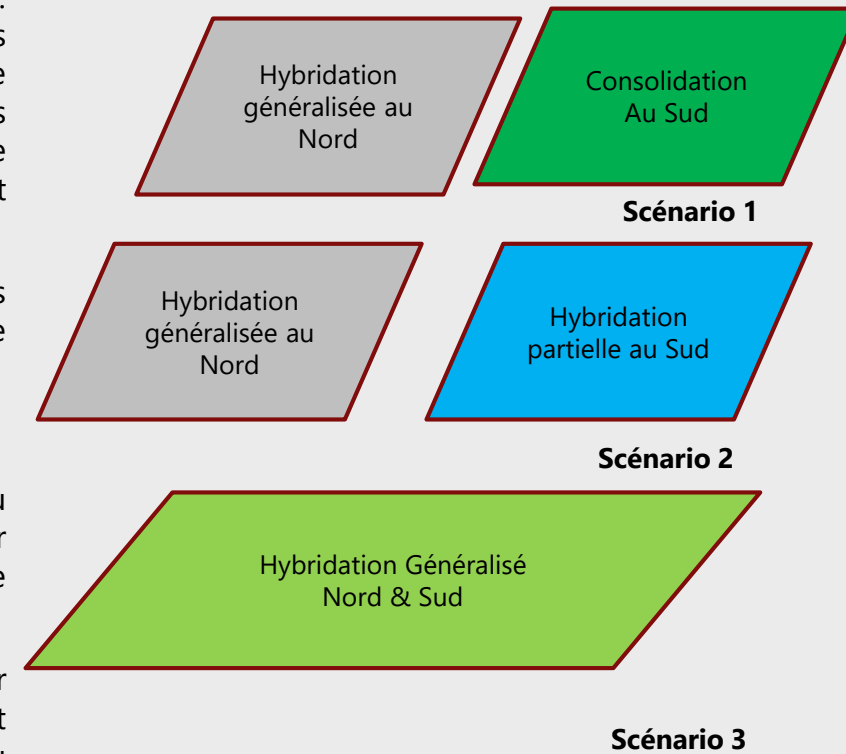 Hybridation
généralisée au
Nord
Consolidation
Au Sud
Scénario 1
Hybridation
généralisée au
Nord
Hybridation
partielle au Sud
Scénario 2
Hybridation Généralisé
Nord & Sud
Scénario 3